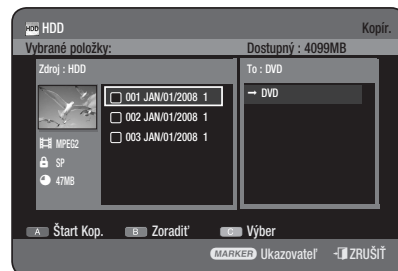 HDD HDD Kopír.
Vybrané položky: Dostupný : 4099MB
Zdroj : HDD To : DVD
001 JAN/01/2008 1 → DVD
002 JAN/01/2008 1
003 JAN/01/2008 1
MPEG2
SP
47MB
A Štart Kop. B Zoradiť C Výber
MARKER Ukazovateľ ZRUŠIŤ